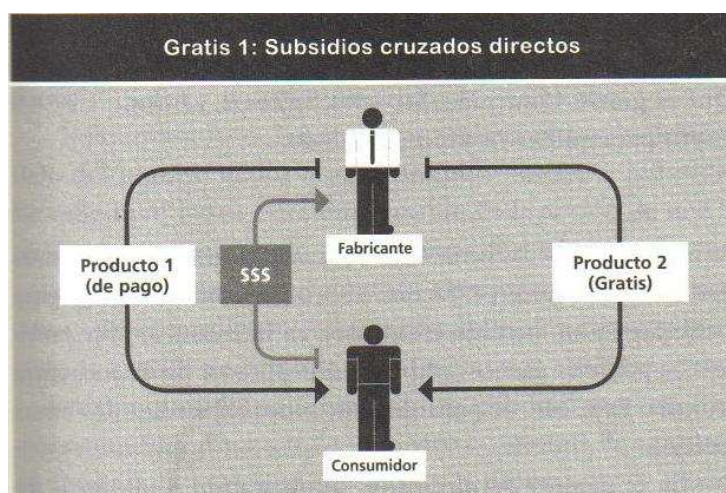 Gratis 1: Subsidios cruzados directos
Fabricante
Producto 1
(de pago)
$$$
Producto 2
(Gratis)
Consumidor